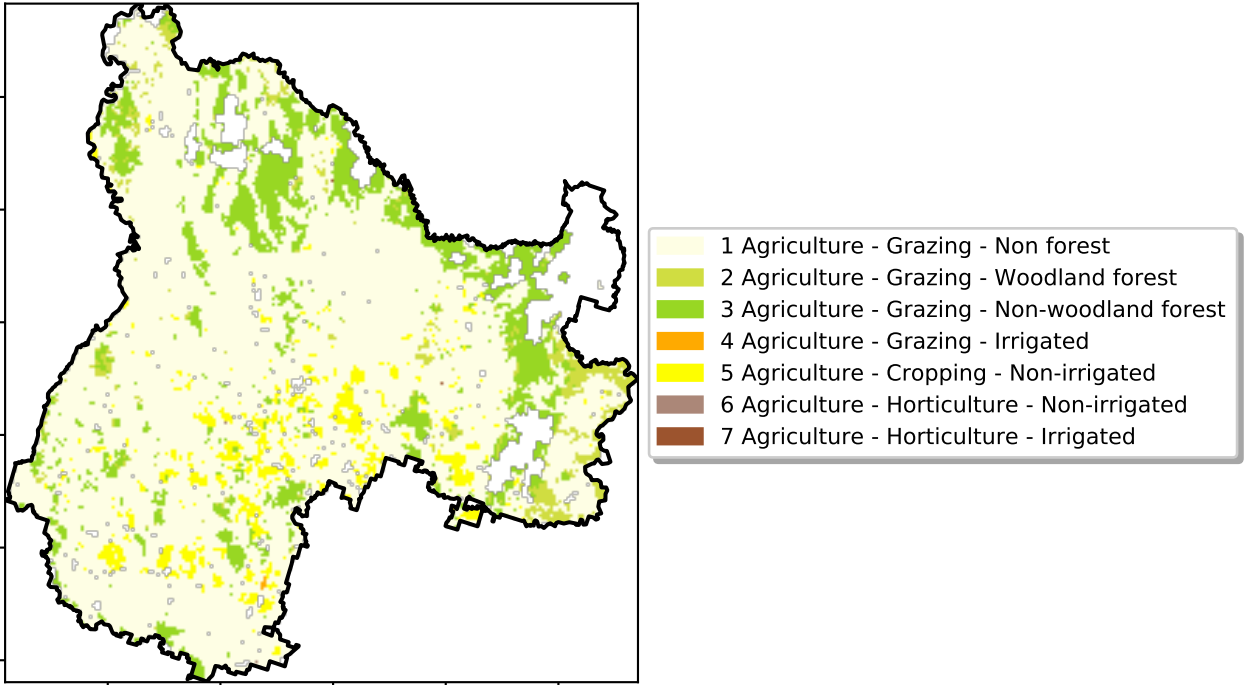 1 Agriculture - Grazing - Non forest
2 Agriculture - Grazing - Woodland forest
3 Agriculture - Grazing - Non-woodland forest
4 Agriculture - Grazing - Irrigated
5 Agriculture - Cropping - Non-irrigated
6 Agriculture - Horticulture - Non-irrigated
7 Agriculture - Horticulture - Irrigated